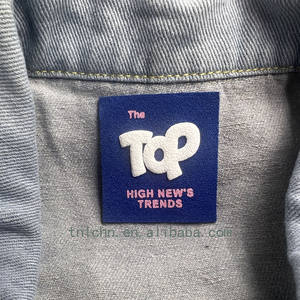 The
TOP
HIGH NEW'S
TRENDS
tnlchn.en.alibaba.com